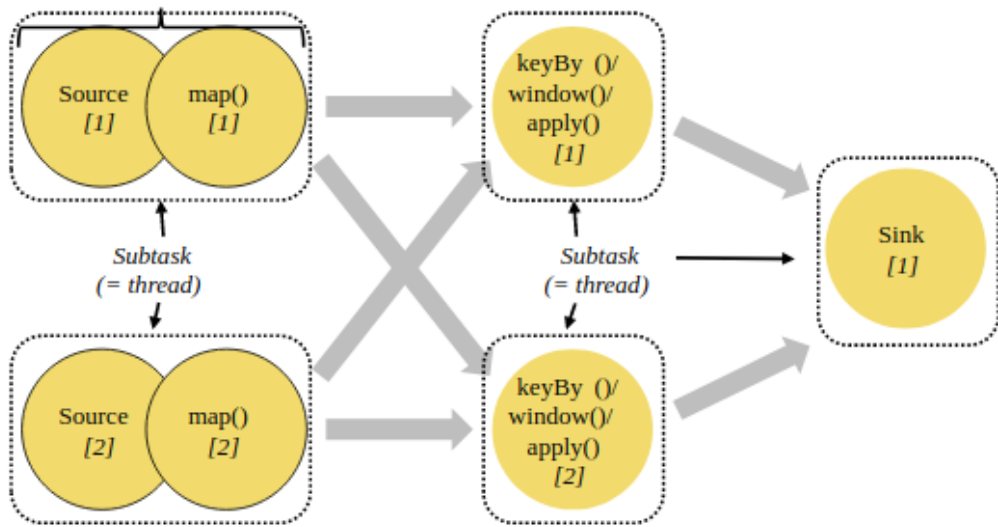 Source
[1]
map()
[1]
keyBy ()/
window()/
apply()
[1]
Subtask
(= thread)
Subtask
(= thread)
Sink
[1]
Source
[2]
map()
[2]
keyBy ()/
window()/
apply()
[2]